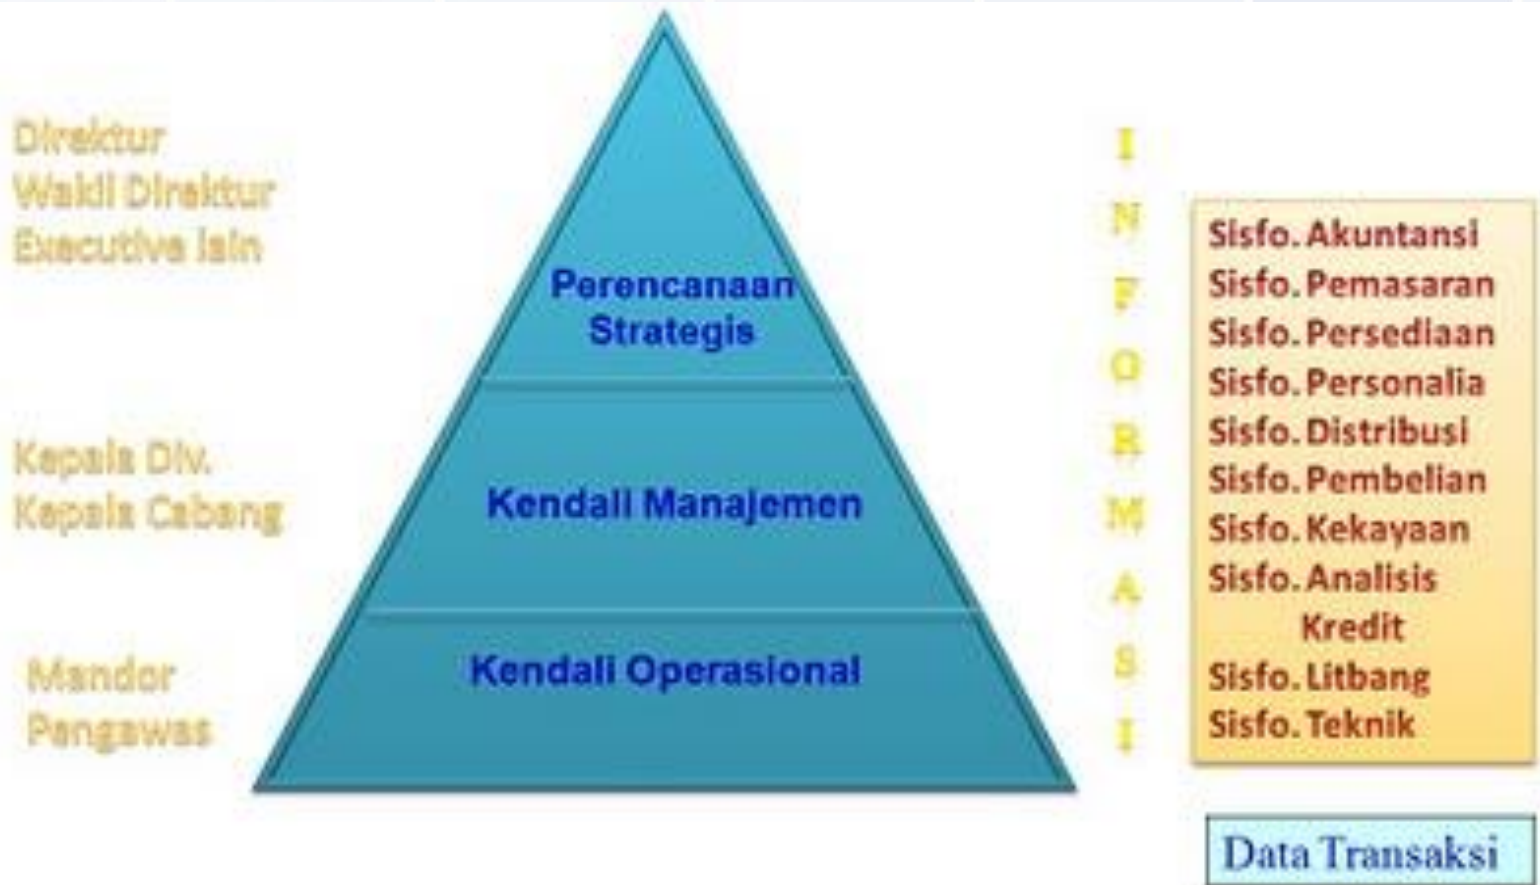 Direktur
Wakil Direktur
Executive lain
Perencanaan
Strategis
Kepala Div.
Kepala Cabang
Kendali Manajemen
Mandor
Pengawas
Kendali Operasional
I
N
F
O
R
M
A
S
I
Sisfo. Akuntansi
Sisfo. Pemasaran
Sisfo. Persediaan
Sisfo. Personalia
Sisfo. Distribusi
Sisfo. Pembelian
Sisfo. Kekayaan
Sisfo. Analisis
Kredit
Sisfo. Litbang
Sisfo. Teknik
Data Transaksi